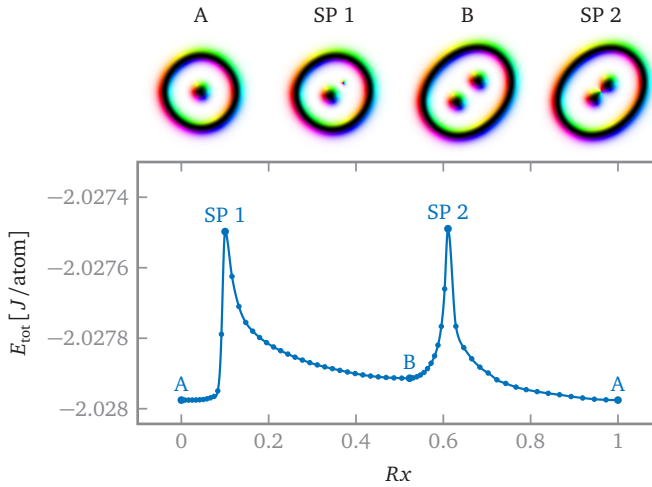 A SP 1 B SP 2
−2.0274
SP 1 SP 2
−2.0276
E_tot [ J/atom]
−2.0278
B
A A
−2.028
0 0.2 0.4 0.6 0.8 1
Rx